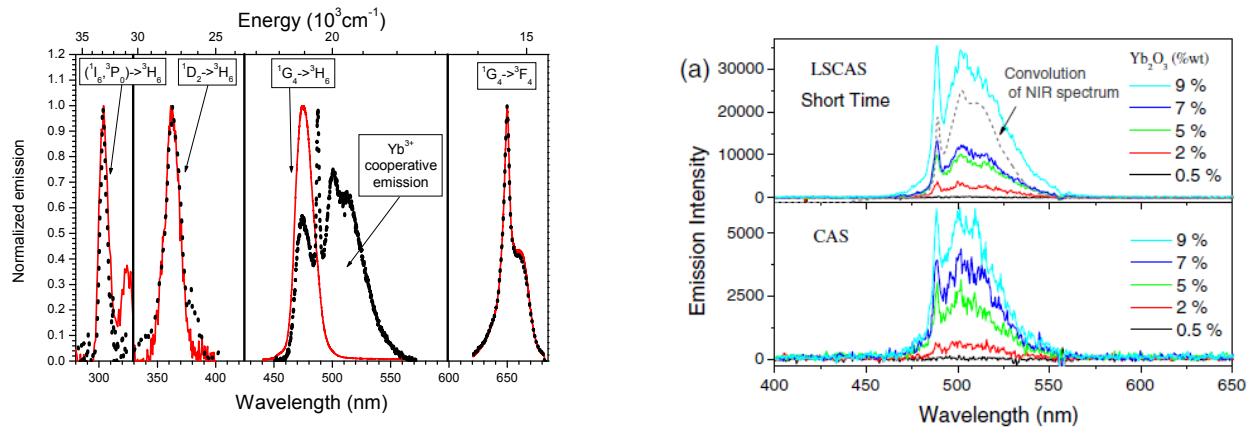 Energy (10³cm⁻¹)
35 30 25 20 15
(¹I₆,³P₀)->³H₆
¹D₂->³H₆
¹G₄->³H₆
¹G₄->³F₄
Yb³⁺
cooperative
emission
Normalized emission
1.2
1.1
1.0
0.9
0.8
0.7
0.6
0.5
0.4
0.3
0.2
0.1
0.0
300 350 400 450 500 550 600 650
Wavelength (nm)
(a)
LSCAS
Short Time
Convolution
of NIR spectrum
Yb₂O₃ (%wt)
9 %
7 %
5 %
2 %
0.5 %
30000
20000
10000
0
CAS
9 %
7 %
5 %
2 %
0.5 %
5000
2500
0
Emission Intensity
400 450 500 550 600 650
Wavelength (nm)